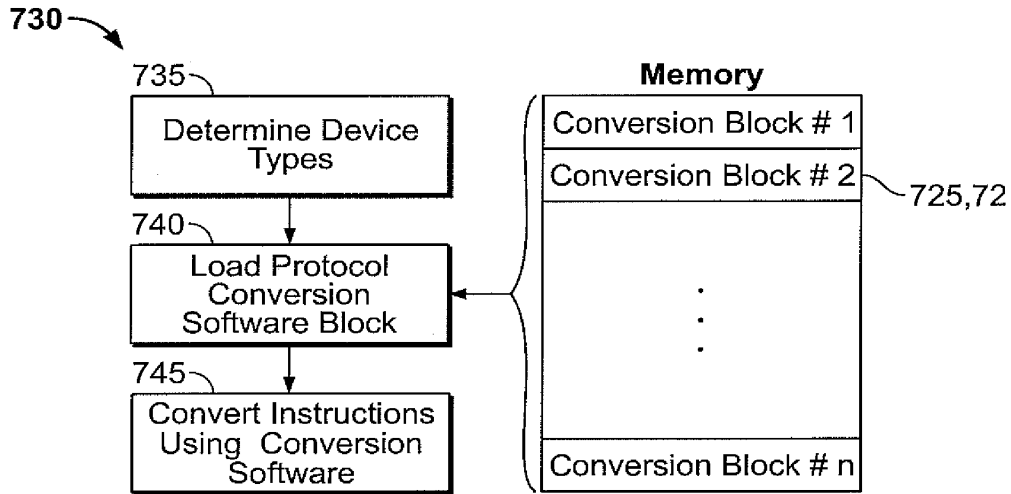 730
735
Determine Device
Types
740
Load Protocol
Conversion
Software Block
745
Convert Instructions
Using Conversion
Software
Memory
Conversion Block # 1
Conversion Block # 2
725,72
Conversion Block # n